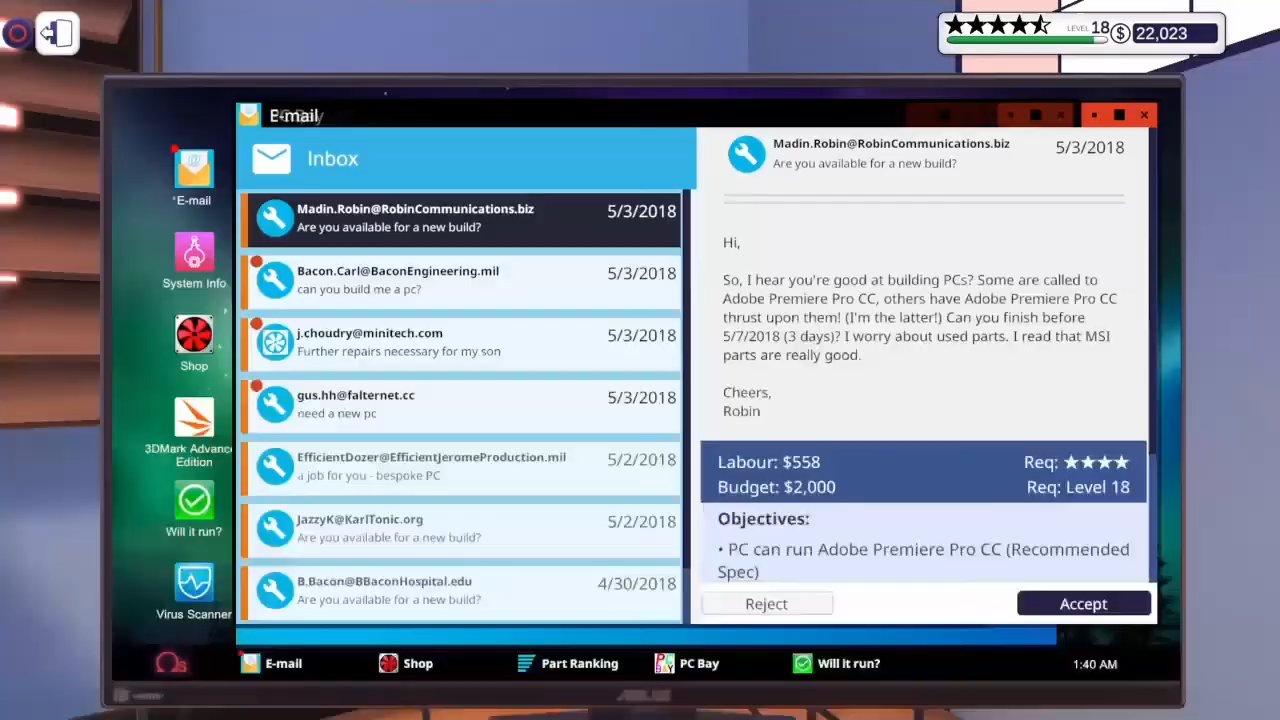 LEVEL 18 $ 22,023
E-mail
Inbox
Madin.Robin@RobinCommunications.biz 5/3/2018
Are you available for a new build?
Bacon.Carl@BaconEngineering.mil 5/3/2018
can you build me a pc?
j.choudry@minitech.com 5/3/2018
Further repairs necessary for my son
gus.hh@falternet.cc 5/3/2018
need a new pc
EfficientDozer@EfficientJeromeProduction.mil 5/2/2018
a job for you - bespoke PC
JazzyK@KarlTonic.org 5/2/2018
Are you available for a new build?
B.Bacon@BBaconHospital.edu 4/30/2018
Are you available for a new build?
Madin.Robin@RobinCommunications.biz 5/3/2018
Are you available for a new build?
Hi,
So, I hear you're good at building PCs? Some are called to
Adobe Premiere Pro CC, others have Adobe Premiere Pro CC
thrust upon them! (I'm the latter!) Can you finish before
5/7/2018 (3 days)? I worry about used parts. I read that MSI
parts are really good.
Cheers,
Robin
Labour: $558 Req: ★★★★
Budget: $2,000 Req: Level 18
Objectives:
• PC can run Adobe Premiere Pro CC (Recommended
Spec)
Reject Accept
E-mail
System Info
Shop
3DMark Advance
Edition
Will it run?
Virus Scanner
E-mail Shop Part Ranking PC Bay Will it run? 1:40 AM
ASUS